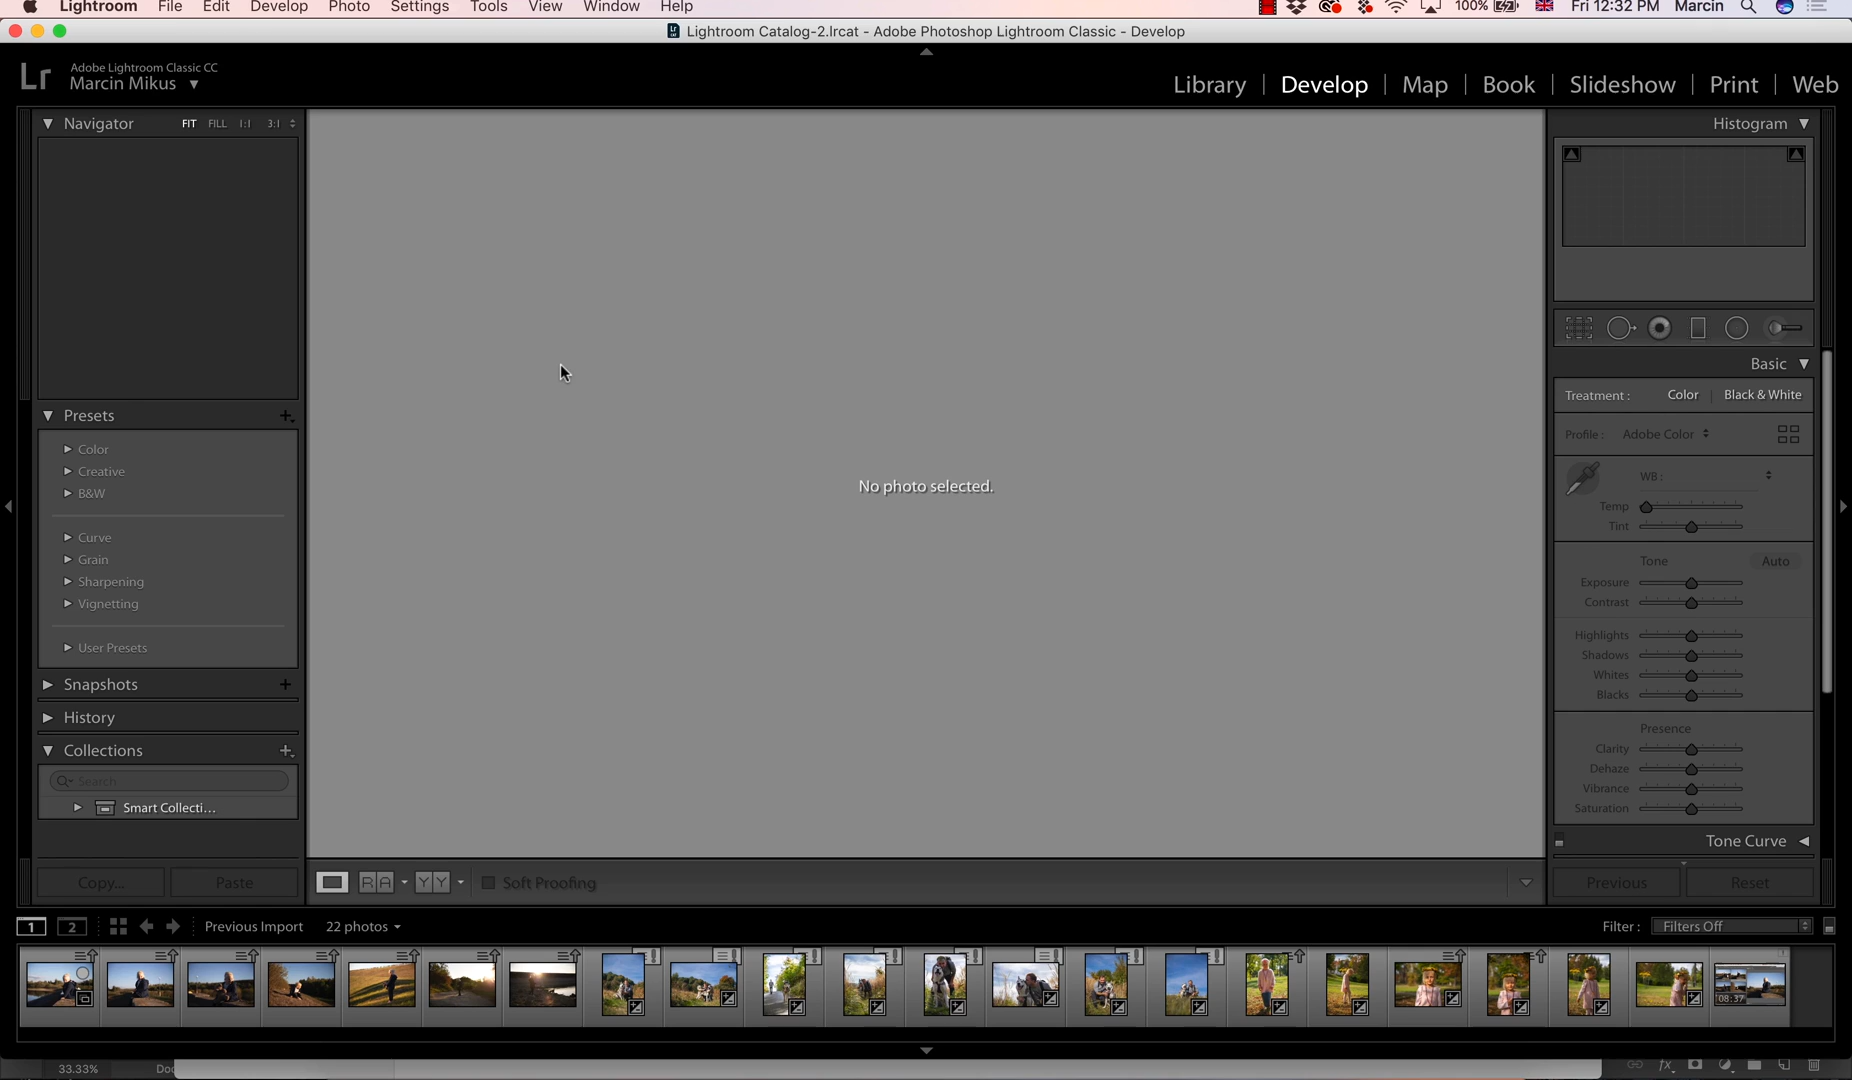 Lightroom File Edit Develop Photo Settings Tools View Window Help 100% Fri 12:32 PM Marcin
Lightroom Catalog-2.lrcat - Adobe Photoshop Lightroom Classic - Develop
Lr Adobe Lightroom Classic CC
Marcin Mikus
Library | Develop | Map | Book | Slideshow | Print | Web
Navigator FIT FILL 1:1 3:1
Histogram
Presets
Color
Creative
B&W
Curve
Grain
Sharpening
Vignetting
User Presets
Snapshots
History
Collections
Search
Smart Collecti...
Copy... Paste
No photo selected.
Soft Proofing
Basic
Treatment : Color | Black & White
Profile : Adobe Color
WB :
Temp
Tint
Tone Auto
Exposure
Contrast
Highlights
Shadows
Whites
Blacks
Presence
Clarity
Dehaze
Vibrance
Saturation
Tone Curve
Previous Reset
1 2 Previous Import 22 photos
Filter : Filters Off
08:37
33.33% Doc
fx